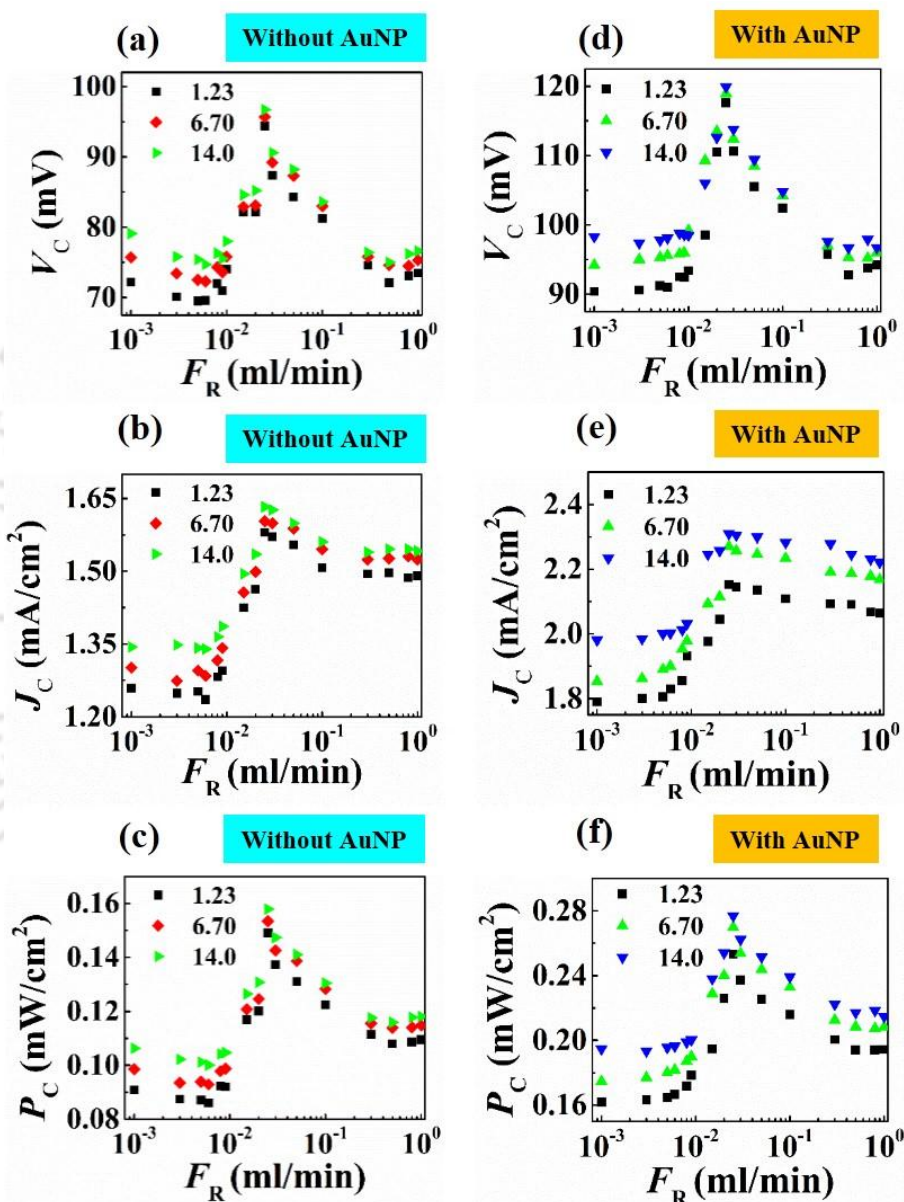 (a) Without AuNP
100
90
80
70
V_C (mV)
1.23
6.70
14.0
10^-3 10^-2 10^-1 10^0
F_R (ml/min)
(d) With AuNP
120
110
100
90
V_C (mV)
1.23
6.70
14.0
10^-3 10^-2 10^-1 10^0
F_R (ml/min)
(b) Without AuNP
1.65
1.50
1.35
1.20
J_C (mA/cm^2)
1.23
6.70
14.0
10^-3 10^-2 10^-1 10^0
F_R (ml/min)
(e) With AuNP
2.4
2.2
2.0
1.8
J_C (mA/cm^2)
1.23
6.70
14.0
10^-3 10^-2 10^-1 10^0
F_R (ml/min)
(c) Without AuNP
0.16
0.14
0.12
0.10
0.08
P_C (mW/cm^2)
1.23
6.70
14.0
10^-3 10^-2 10^-1 10^0
F_R (ml/min)
(f) With AuNP
0.28
0.24
0.20
0.16
P_C (mW/cm^2)
1.23
6.70
14.0
10^-3 10^-2 10^-1 10^0
F_R (ml/min)